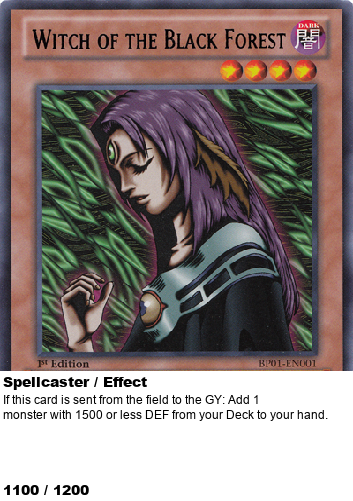 WITCH OF THE BLACK FOREST
DARK
闇
1st Edition
BP01-EN001
Spellcaster / Effect
If this card is sent from the field to the GY: Add 1
monster with 1500 or less DEF from your Deck to your hand.
1100 / 1200